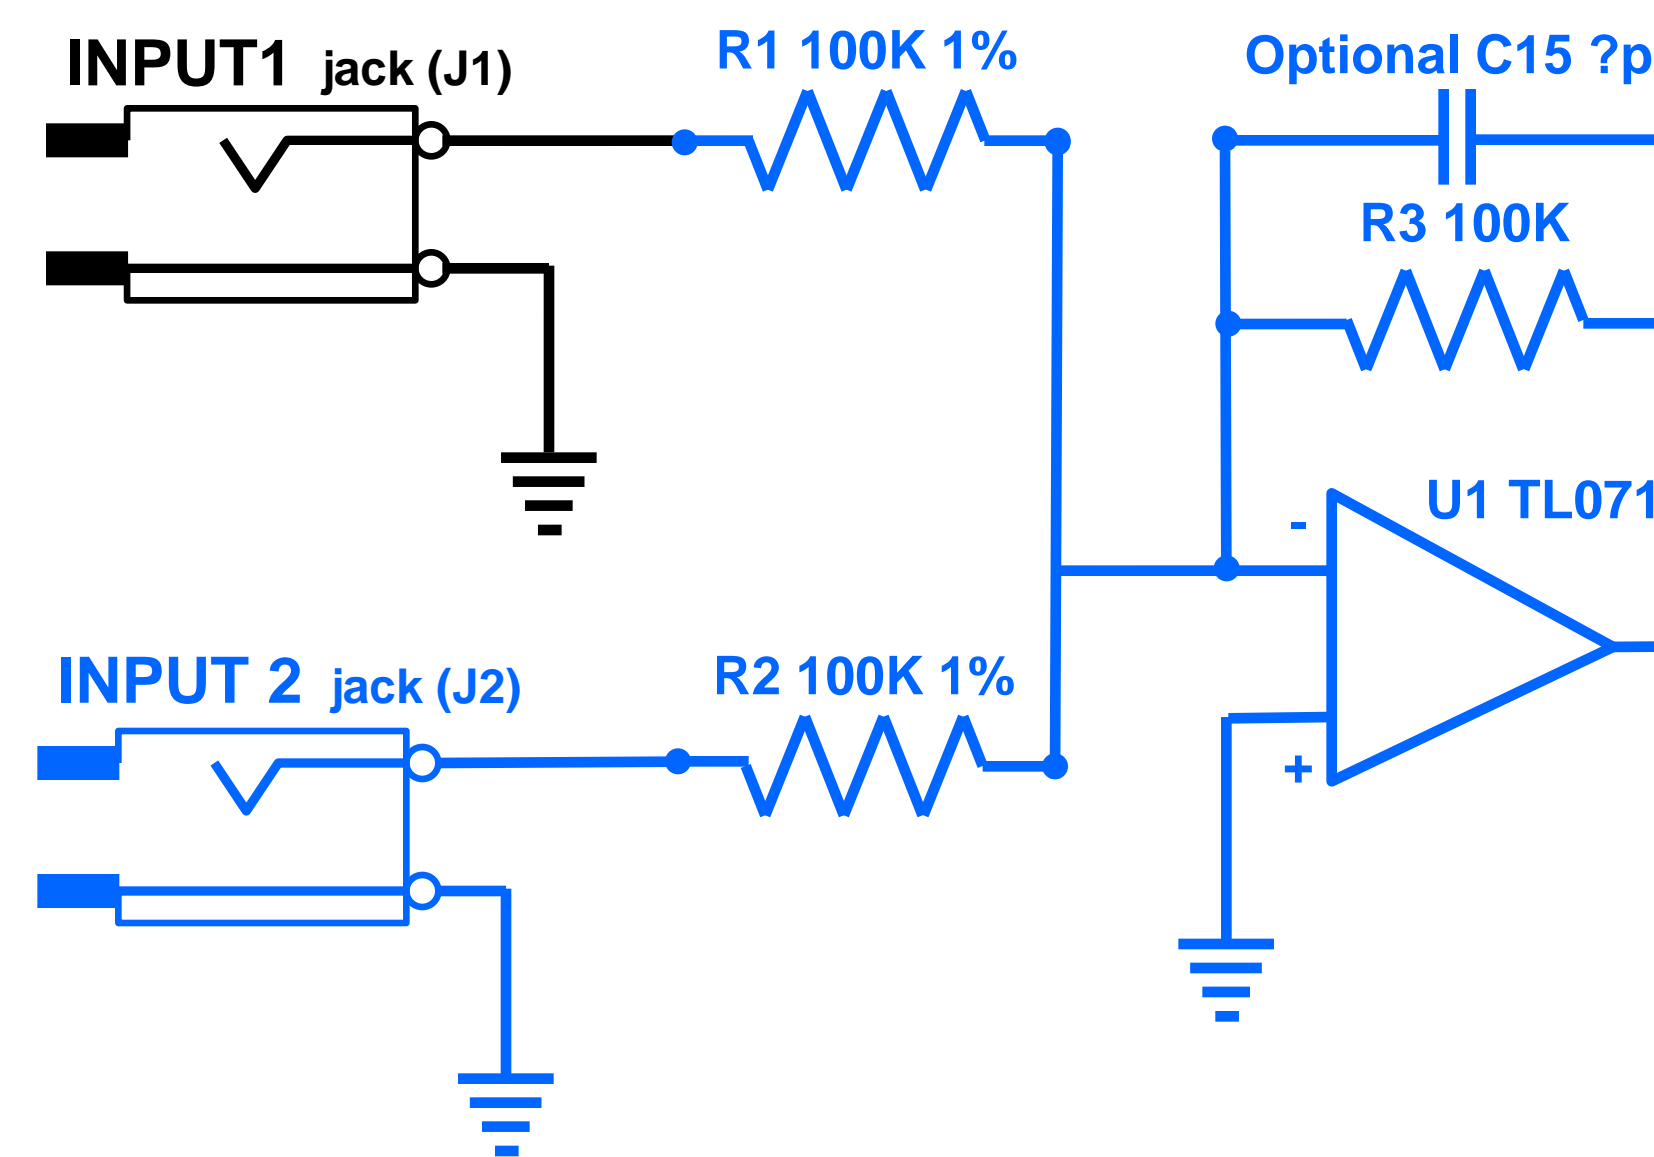 INPUT1 jack (J1)
R1 100K 1%
Optional C15 ?p
R3 100K
U1 TL071
-
INPUT 2 jack (J2)
R2 100K 1%
+